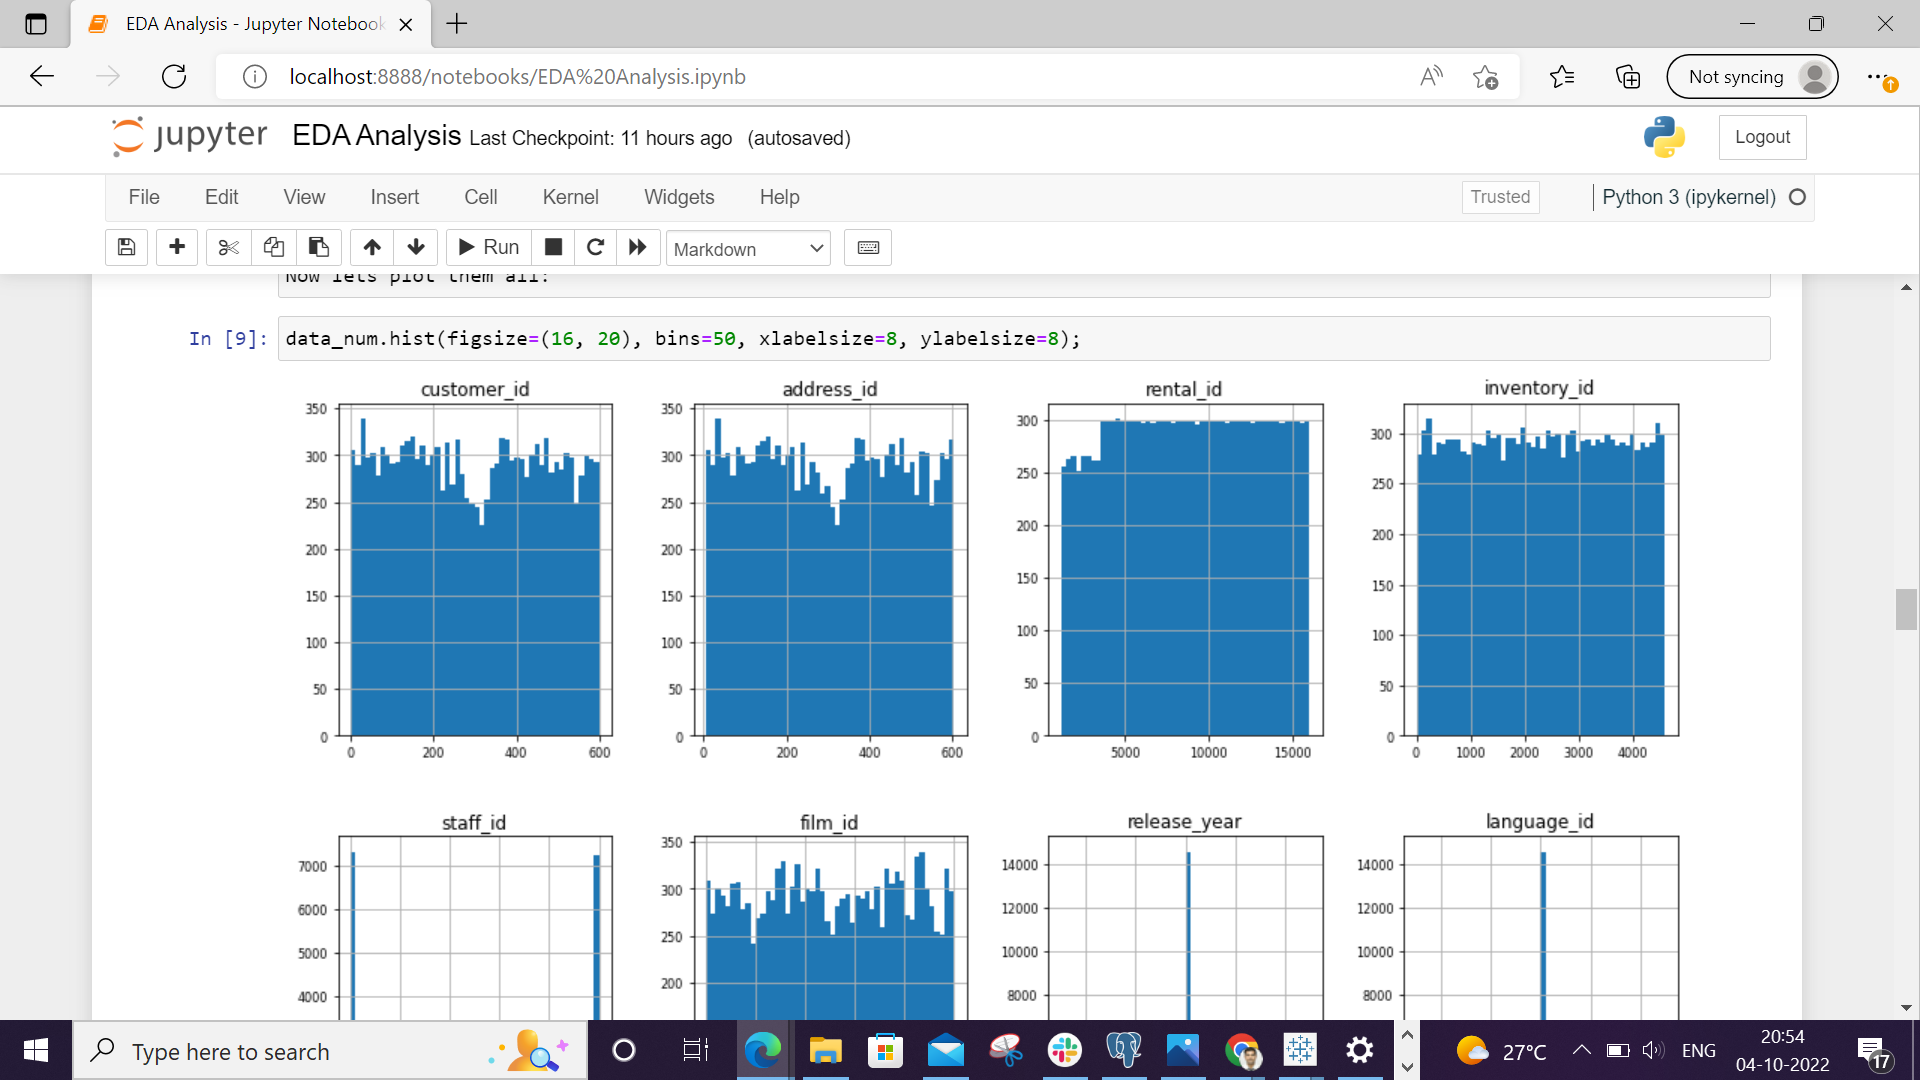 EDA Analysis - Jupyter Notebook
localhost:8888/notebooks/EDA%20Analysis.ipynb
Not syncing
jupyter EDA Analysis Last Checkpoint: 11 hours ago (autosaved)
Logout
File Edit View Insert Cell Kernel Widgets Help
Trusted
Python 3 (ipykernel)
Run
Markdown
Now lets plot them all:
In [9]: data_num.hist(figsize=(16, 20), bins=50, xlabelsize=8, ylabelsize=8);
customer_id
350
300
250
200
150
100
50
0
0 200 400 600
address_id
350
300
250
200
150
100
50
0
0 200 400 600
rental_id
300
250
200
150
100
50
0
5000 10000 15000
inventory_id
300
250
200
150
100
50
0
0 1000 2000 3000 4000
staff_id
7000
6000
5000
4000
film_id
350
300
250
200
release_year
14000
12000
10000
8000
language_id
14000
12000
10000
8000
Type here to search
27°C
ENG
20:54
04-10-2022
17